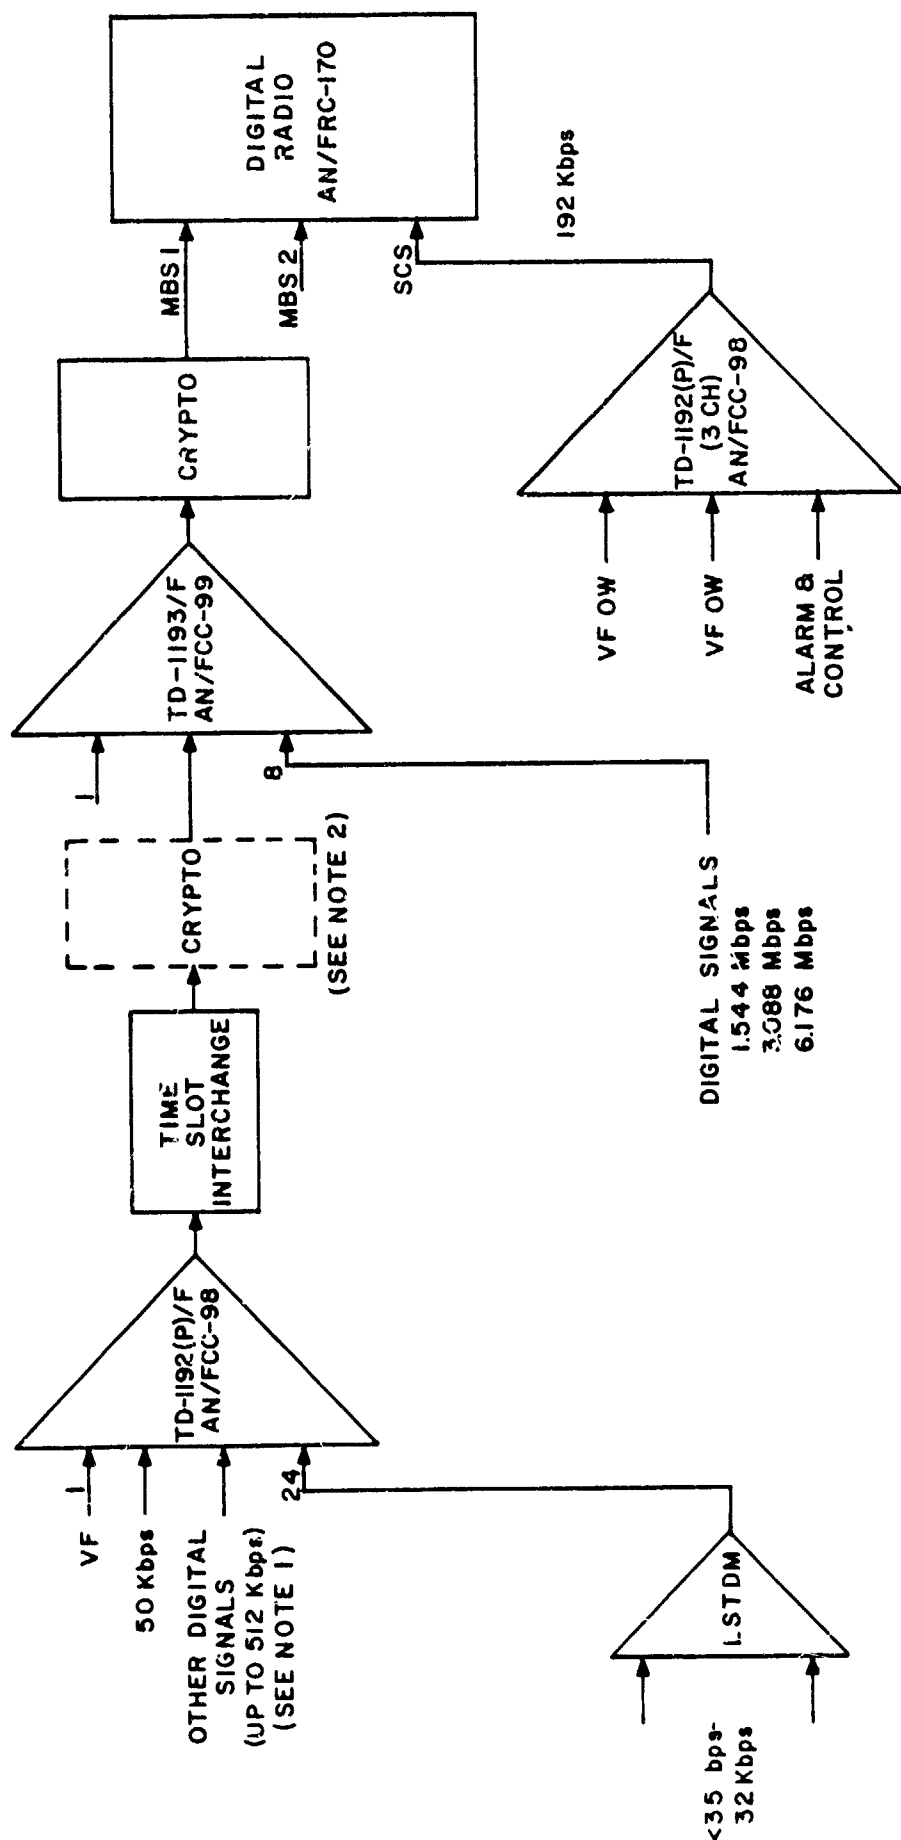 VF
1
50 Kbps
OTHER DIGITAL
SIGNALS
(UP TO 512 Kbps)
(SEE NOTE 1)
24
TD-1192(P)/F
AN/FCC-98
<35 bps-
32 Kbps
LSTDM
TIME
SLOT
INTERCHANGE
CRYPTO
(SEE NOTE 2)
1
8
TD-1193/F
AN/FCC-99
DIGITAL SIGNALS
1.544 Mbps
3.088 Mbps
6.176 Mbps
CRYPTO
MBS 1
MBS 2
SCS
DIGITAL
RADIO
AN/FRC-170
192 Kbps
VF OW
VF OW
ALARM &
CONTROL
TD-1192(P)/F
(3 CH)
AN/FCC-98